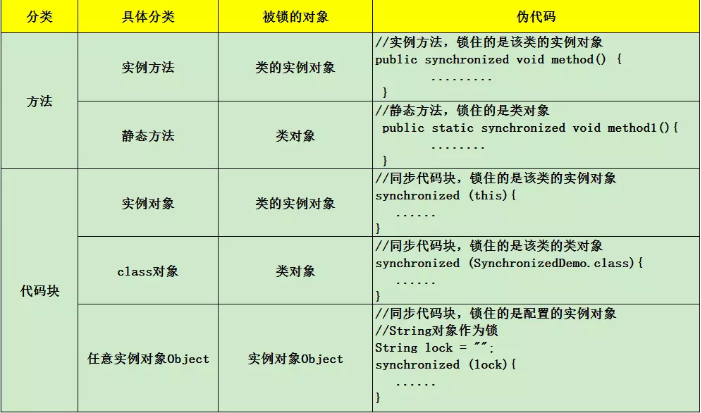 分类
具体分类
被锁的对象
伪代码
方法
实例方法
类的实例对象
//实例方法，锁住的是该类的实例对象
public synchronized void method() {
.........
}
静态方法
类对象
//静态方法，锁住的是类对象
public static synchronized void method1(){
........
}
代码块
实例对象
类的实例对象
//同步代码块，锁住的是该类的实例对象
synchronized (this){
......
}
class对象
类对象
//同步代码块，锁住的是该类的类对象
synchronized (SynchronizedDemo.class){
......
}
任意实例对象Object
实例对象Object
//同步代码块，锁住的是配置的实例对象
//String对象作为锁
String lock = "";
synchronized (lock){
......
}